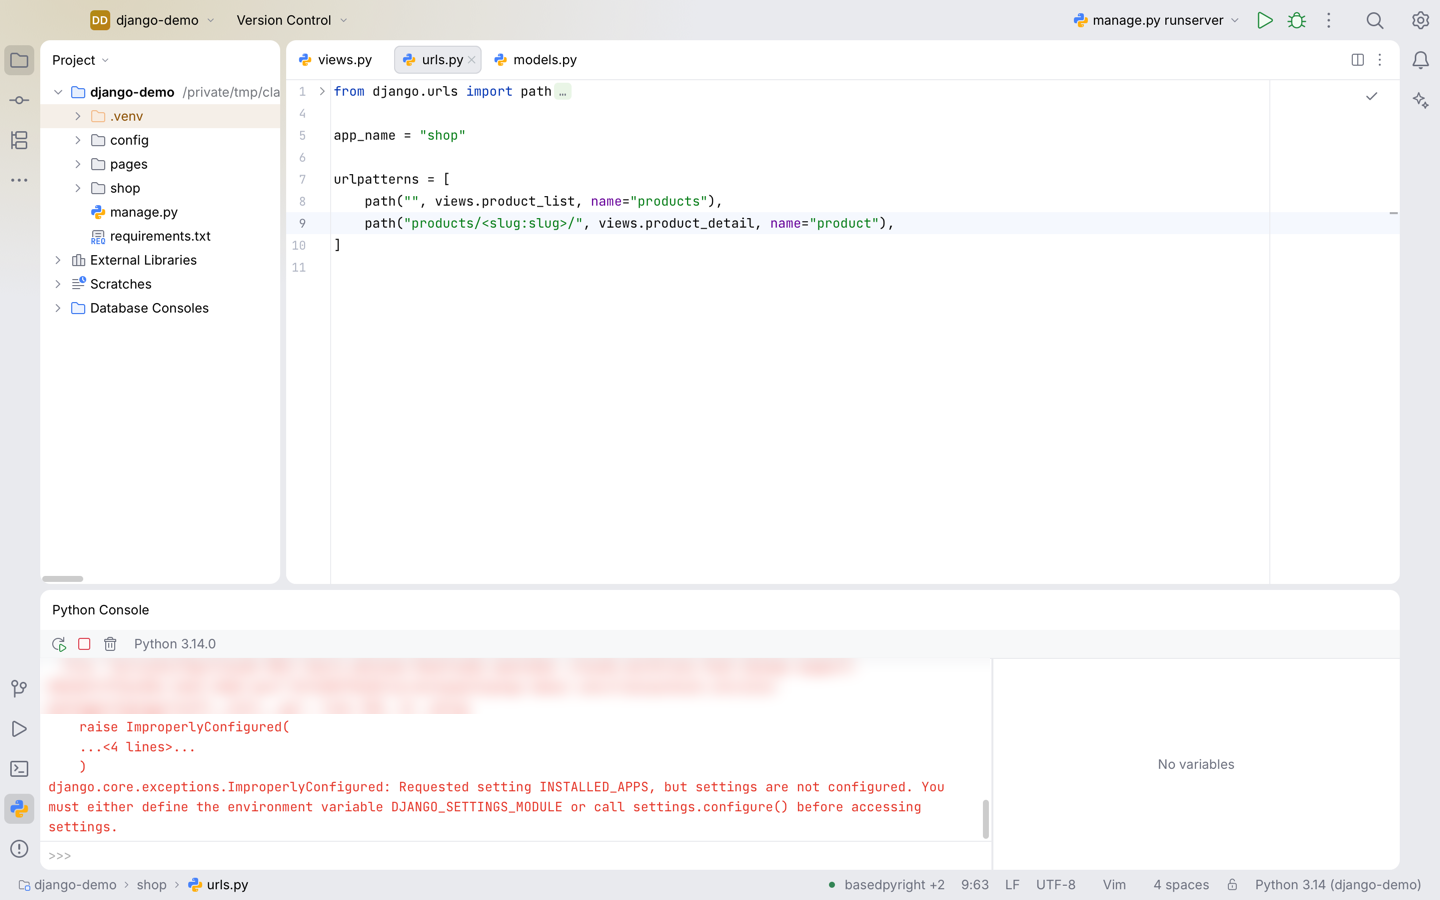 DD django-demo Version Control manage.py runserver
Project
django-demo /private/tmp/cla
.venv
config
pages
shop
manage.py
REQ requirements.txt
External Libraries
Scratches
Database Consoles
views.py urls.py models.py
1 from django.urls import path...
4
5 app_name = "shop"
6
7 urlpatterns = [
8     path("", views.product_list, name="products"),
9     path("products/<slug:slug>/", views.product_detail, name="product"),
10 ]
11
Python Console
Python 3.14.0
    raise ImproperlyConfigured(
    ...<4 lines>...
    )
django.core.exceptions.ImproperlyConfigured: Requested setting INSTALLED_APPS, but settings are not configured. You
must either define the environment variable DJANGO_SETTINGS_MODULE or call settings.configure() before accessing
settings.
>>>
No variables
django-demo › shop › urls.py basedpyright +2 9:63 LF UTF-8 Vim 4 spaces Python 3.14 (django-demo)